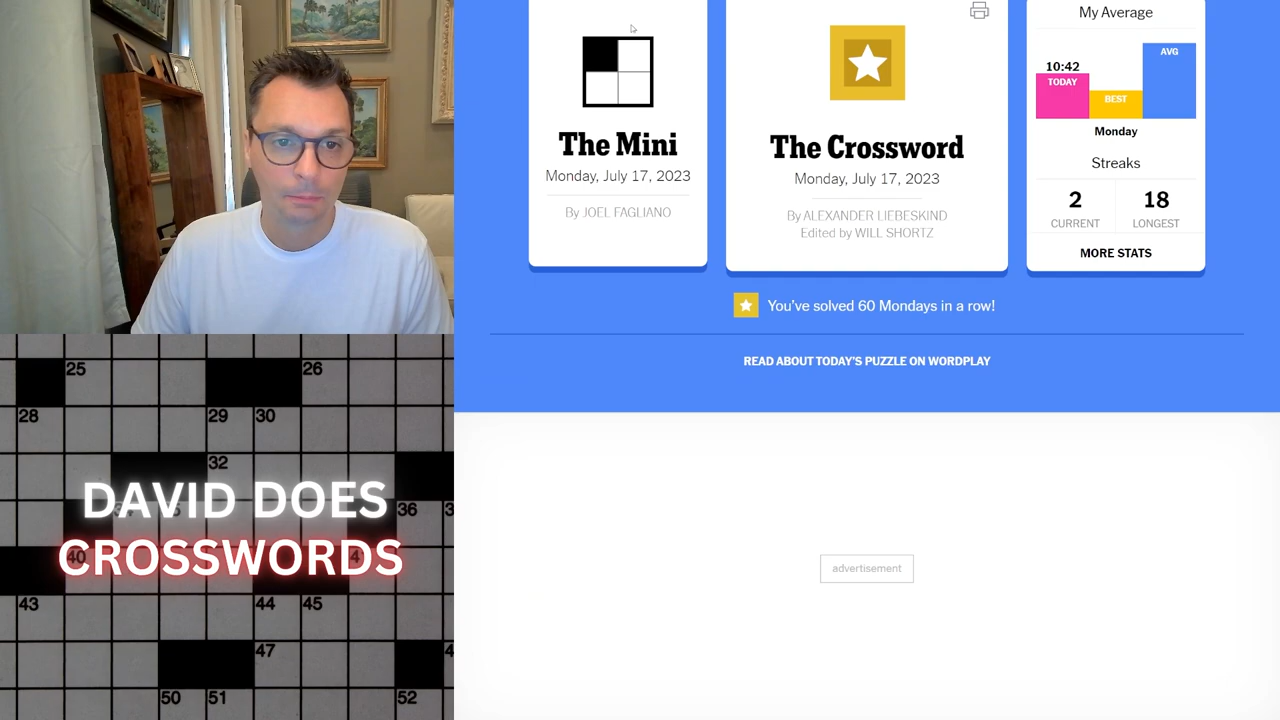 The Mini
Monday, July 17, 2023
By JOEL FAGLIANO
The Crossword
Monday, July 17, 2023
By ALEXANDER LIEBESKIND
Edited by WILL SHORTZ
My Average
10:42
TODAY
BEST
AVG
Monday
Streaks
2
18
CURRENT
LONGEST
MORE STATS
You've solved 60 Mondays in a row!
READ ABOUT TODAY'S PUZZLE ON WORDPLAY
advertisement
25
26
28
29
30
32
DAVID DOES
36
CROSSWORDS
40
43
44
45
47
50
51
52